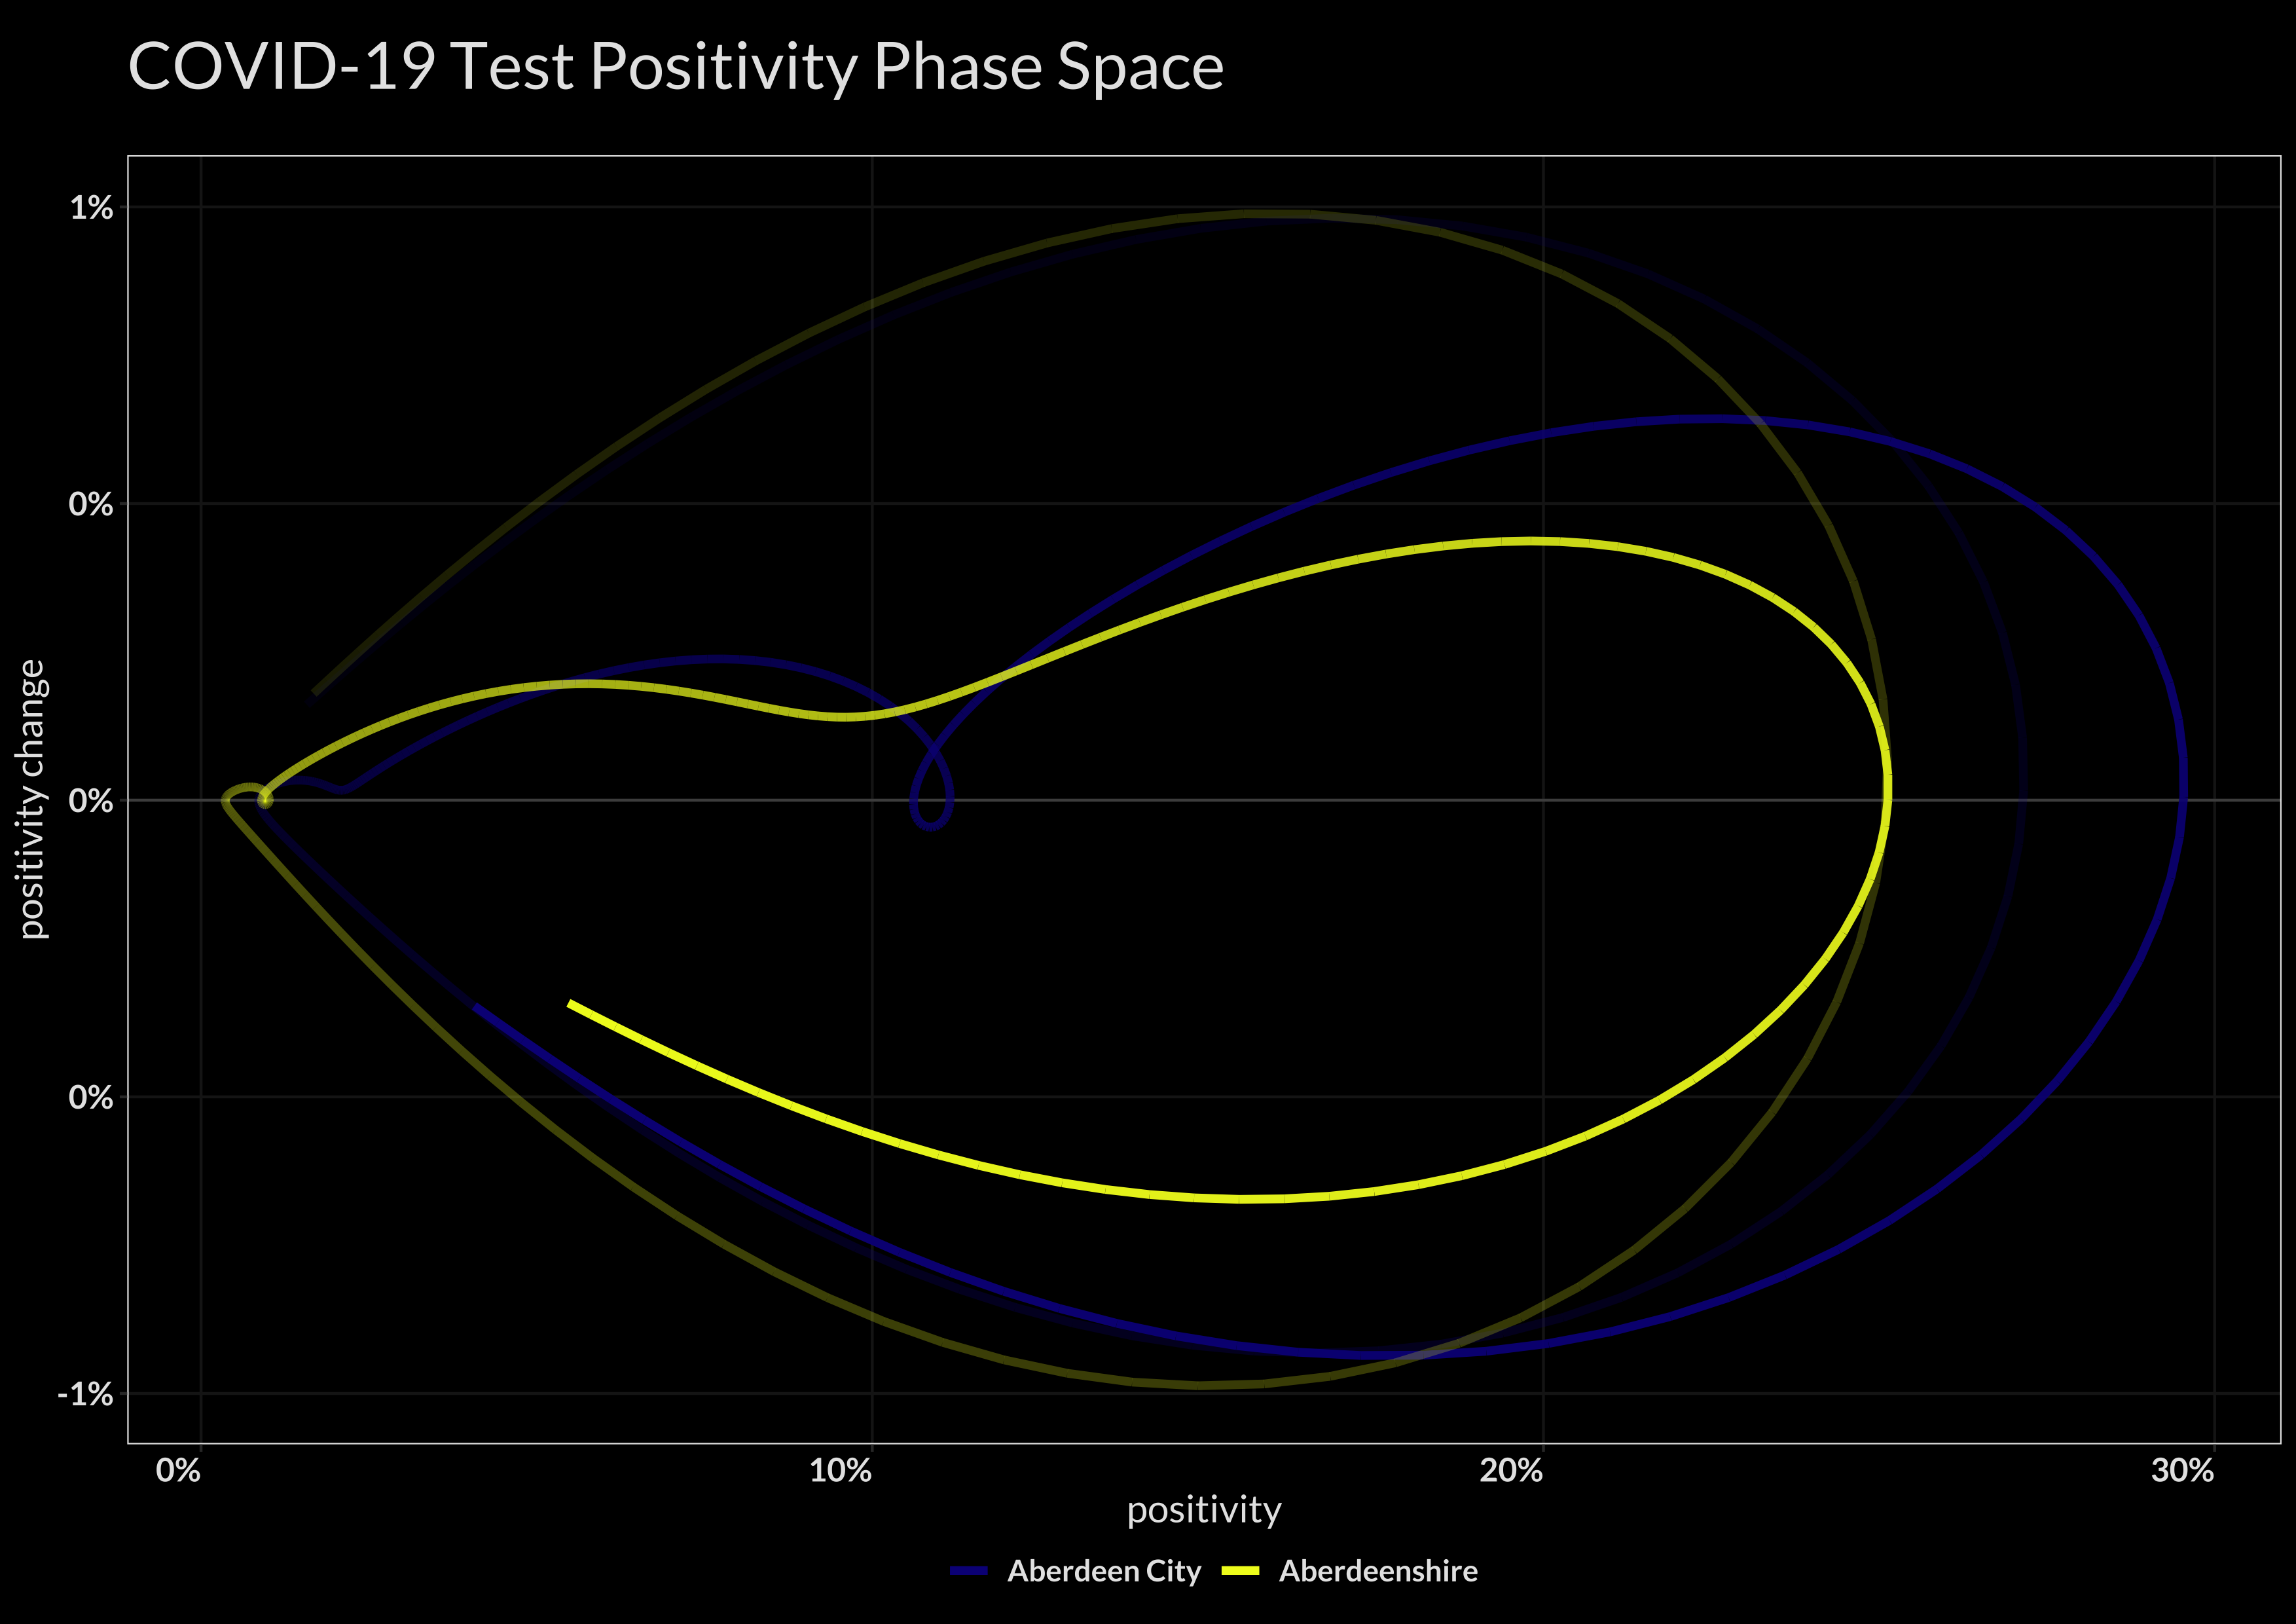 COVID-19 Test Positivity Phase Space
positivity change
1%
0%
0%
0%
-1%
0% 10% 20% 30%
positivity
Aberdeen City Aberdeenshire